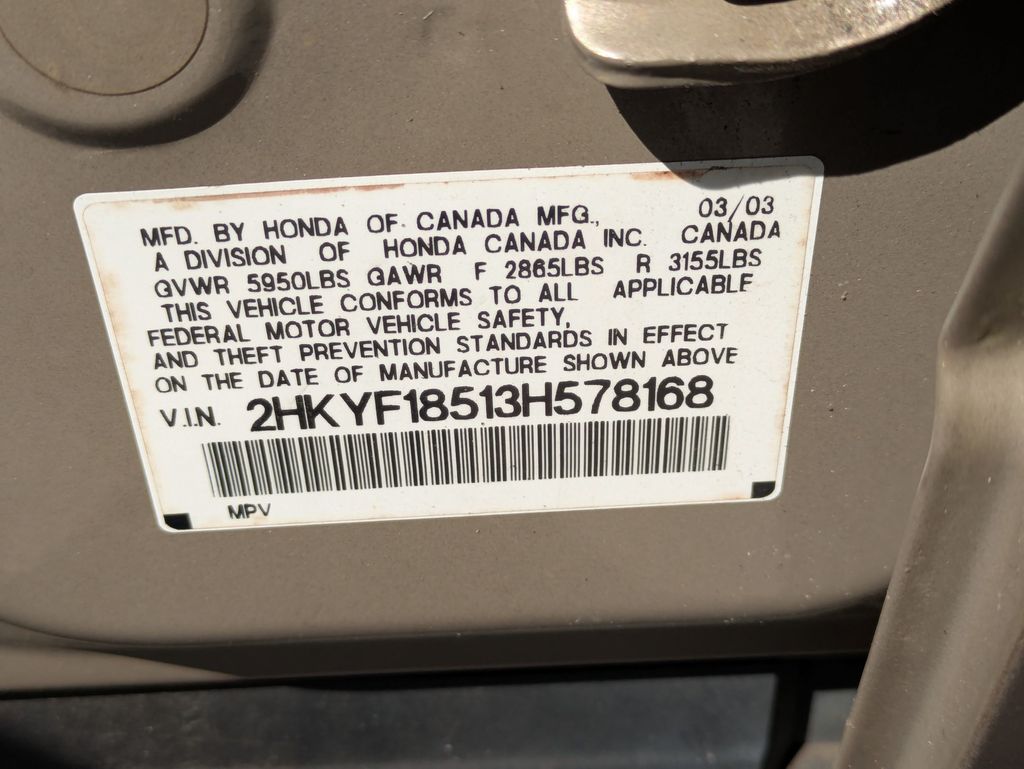 MFD. BY HONDA OF CANADA MFG., 03/03
A DIVISION OF HONDA CANADA INC. CANADA
GVWR 5950LBS GAWR F 2865LBS R 3155LBS
THIS VEHICLE CONFORMS TO ALL APPLICABLE
FEDERAL MOTOR VEHICLE SAFETY,
AND THEFT PREVENTION STANDARDS IN EFFECT
ON THE DATE OF MANUFACTURE SHOWN ABOVE
V.I.N. 2HKYF18513H578168
MPV